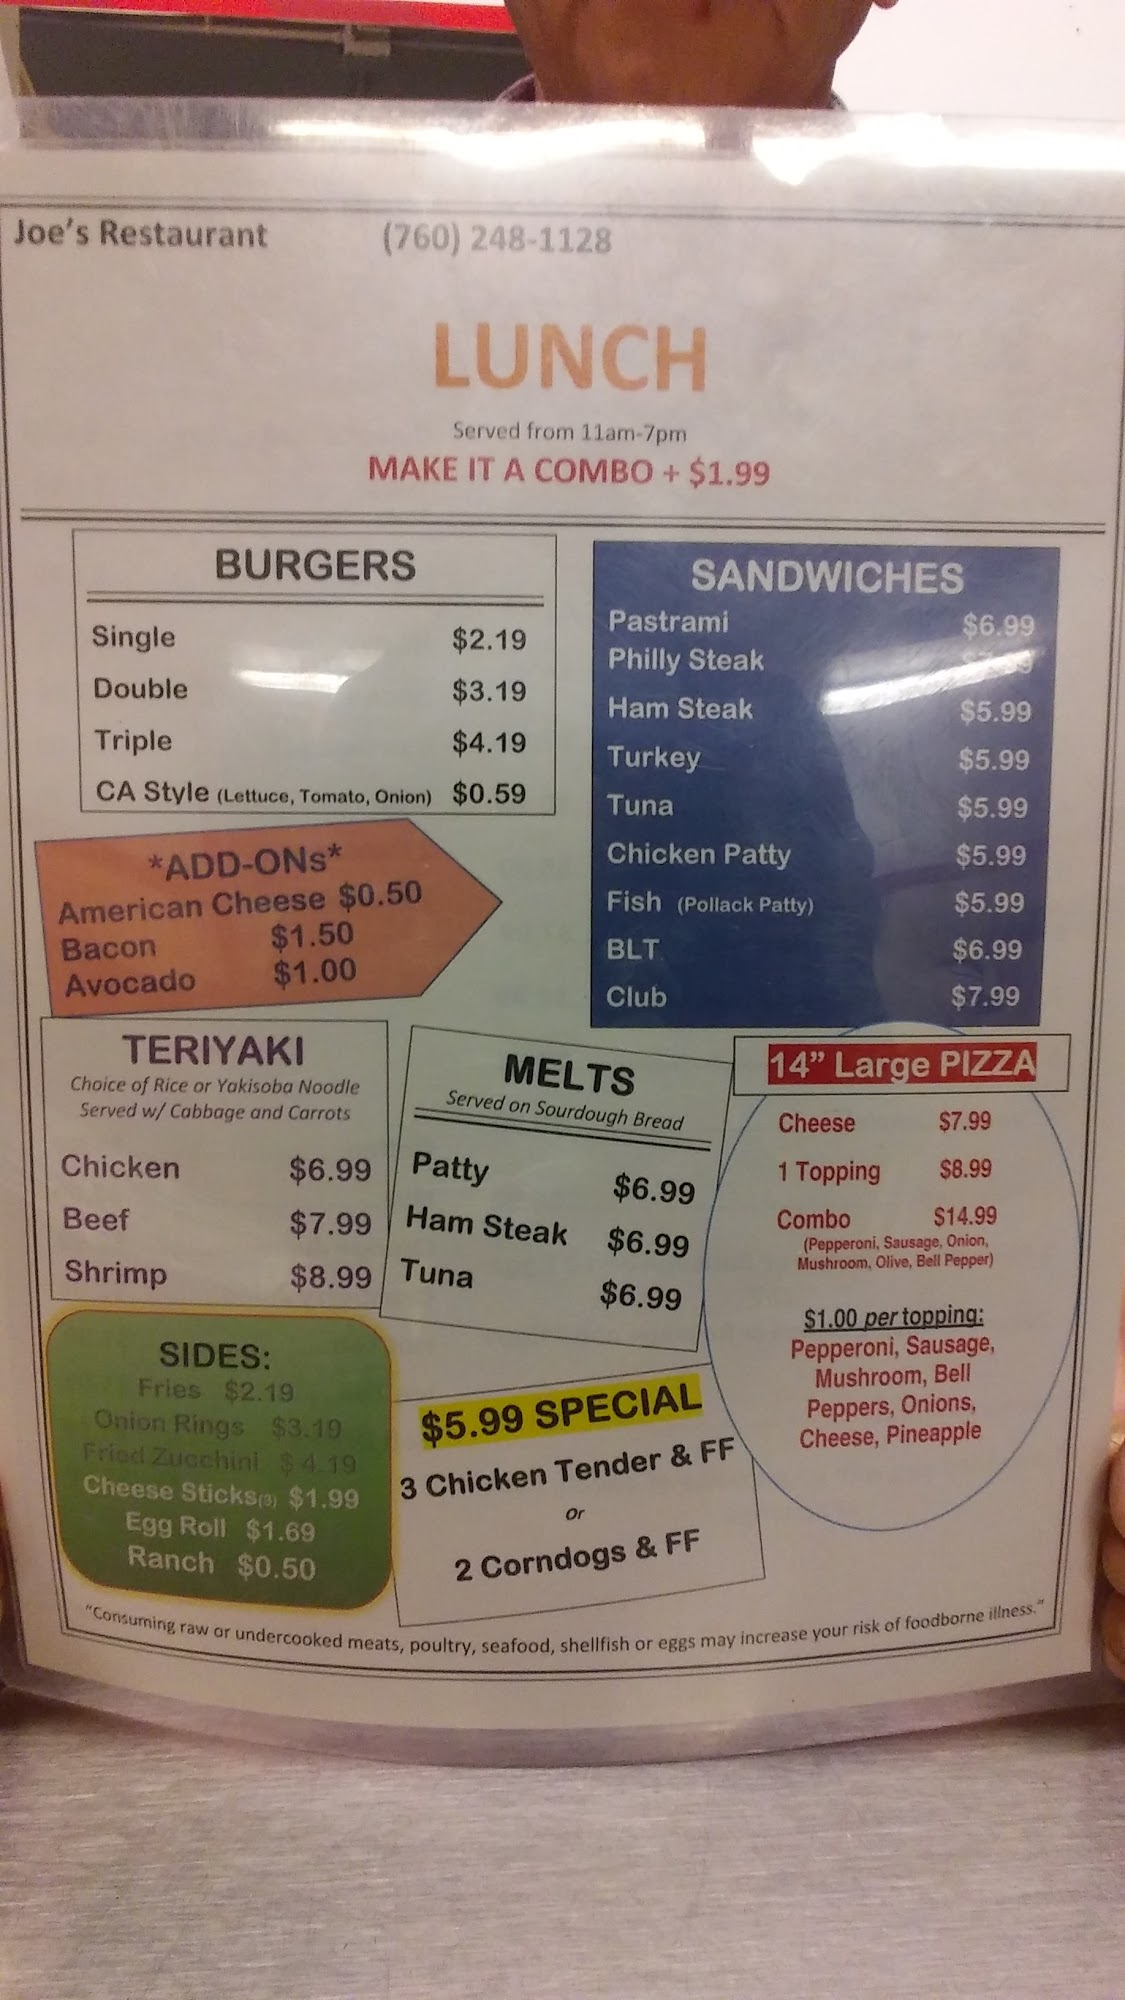 Joe's Restaurant (760) 248-1128
LUNCH
Served from 11am-7pm
MAKE IT A COMBO + $1.99
BURGERS
Single $2.19
Double $3.19
Triple $4.19
CA Style (Lettuce, Tomato, Onion) $0.59
*ADD-ONs*
American Cheese $0.50
Bacon $1.50
Avocado $1.00
SANDWICHES
Pastrami $6.99
Philly Steak
Ham Steak $5.99
Turkey $5.99
Tuna $5.99
Chicken Patty $5.99
Fish (Pollack Patty) $5.99
BLT $6.99
Club $7.99
TERIYAKI
Choice of Rice or Yakisoba Noodle
Served w/ Cabbage and Carrots
Chicken $6.99
Beef $7.99
Shrimp $8.99
MELTS
Served on Sourdough Bread
Patty $6.99
Ham Steak $6.99
Tuna $6.99
14” Large PIZZA
Cheese $7.99
1 Topping $8.99
Combo $14.99
(Pepperoni, Sausage, Onion,
Mushroom, Olive, Bell Pepper)
$1.00 per topping:
Pepperoni, Sausage,
Mushroom, Bell
Peppers, Onions,
Cheese, Pineapple
SIDES:
Fries $2.19
Onion Rings $3.19
Fried Zucchini $ 4.19
Cheese Sticks(3) $1.99
Egg Roll $1.69
Ranch $0.50
$5.99 SPECIAL
3 Chicken Tender & FF
Or
2 Corndogs & FF
“Consuming raw or undercooked meats, poultry, seafood, shellfish or eggs may increase your risk of foodborne illness.”